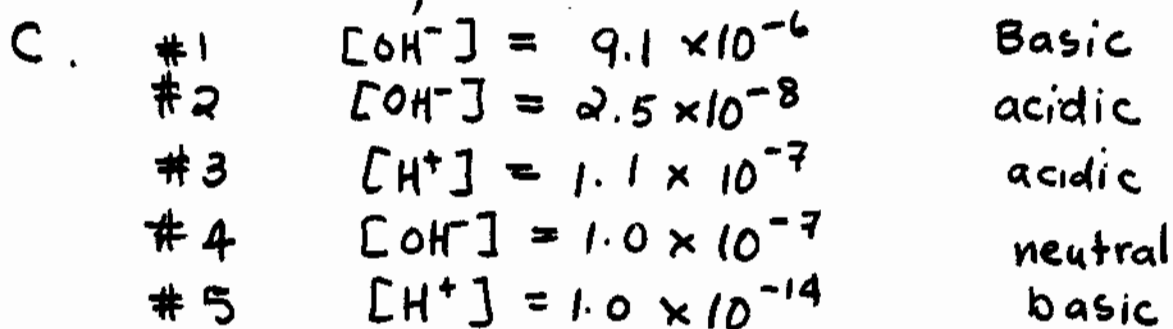 C. #1 [OH⁻] = 9.1 ×10⁻⁶ Basic
#2 [OH⁻] = 2.5 ×10⁻⁸ acidic
#3 [H⁺] = 1.1 × 10⁻⁷ acidic
#4 [OH⁻] = 1.0 × 10⁻⁷ neutral
#5 [H⁺] = 1.0 × 10⁻¹⁴ basic